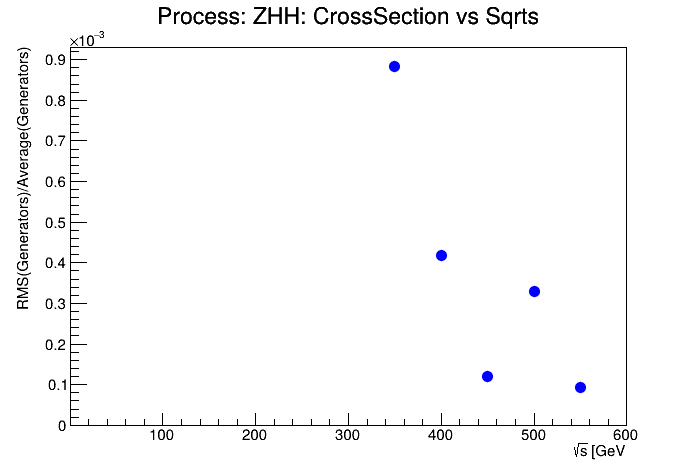 Process: ZHH: CrossSection vs Sqrts
×10⁻³
RMS(Generators)/Average(Generators)
0.9
0.8
0.7
0.6
0.5
0.4
0.3
0.2
0.1
0
100 200 300 400 500 600
√s [GeV